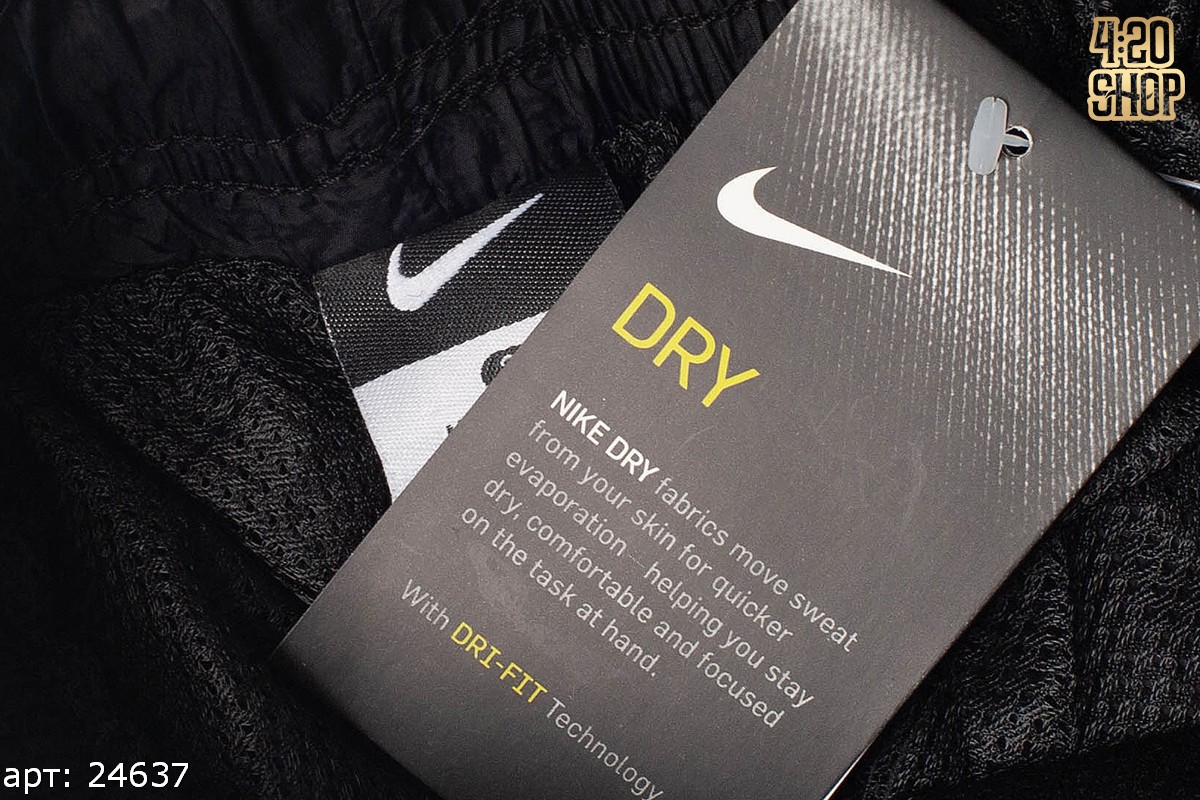 4:20
SHOP
DRY
NIKE DRY fabrics move sweat
from your skin for quicker
evaporation—helping you stay
dry, comfortable and focused
on the task at hand.
With DRI-FIT Technology
арт: 24637